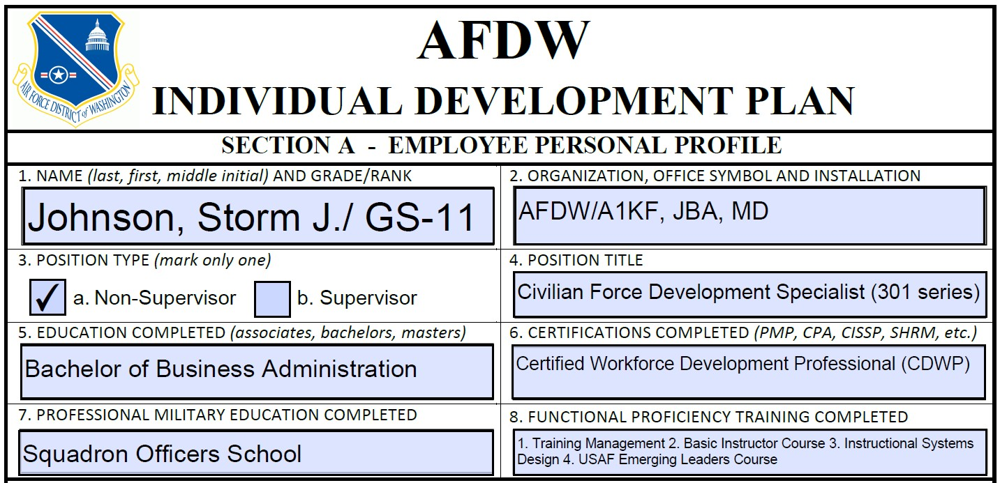 AFDW
INDIVIDUAL DEVELOPMENT PLAN
AIR FORCE DISTRICT of WASHINGTON
SECTION A - EMPLOYEE PERSONAL PROFILE
1. NAME (last, first, middle initial) AND GRADE/RANK
Johnson, Storm J./ GS-11
2. ORGANIZATION, OFFICE SYMBOL AND INSTALLATION
AFDW/A1KF, JBA, MD
3. POSITION TYPE (mark only one)
✓ a. Non-Supervisor b. Supervisor
4. POSITION TITLE
Civilian Force Development Specialist (301 series)
5. EDUCATION COMPLETED (associates, bachelors, masters)
Bachelor of Business Administration
6. CERTIFICATIONS COMPLETED (PMP, CPA, CISSP, SHRM, etc.)
Certified Workforce Development Professional (CDWP)
7. PROFESSIONAL MILITARY EDUCATION COMPLETED
Squadron Officers School
8. FUNCTIONAL PROFICIENCY TRAINING COMPLETED
1. Training Management 2. Basic Instructor Course 3. Instructional Systems
Design 4. USAF Emerging Leaders Course